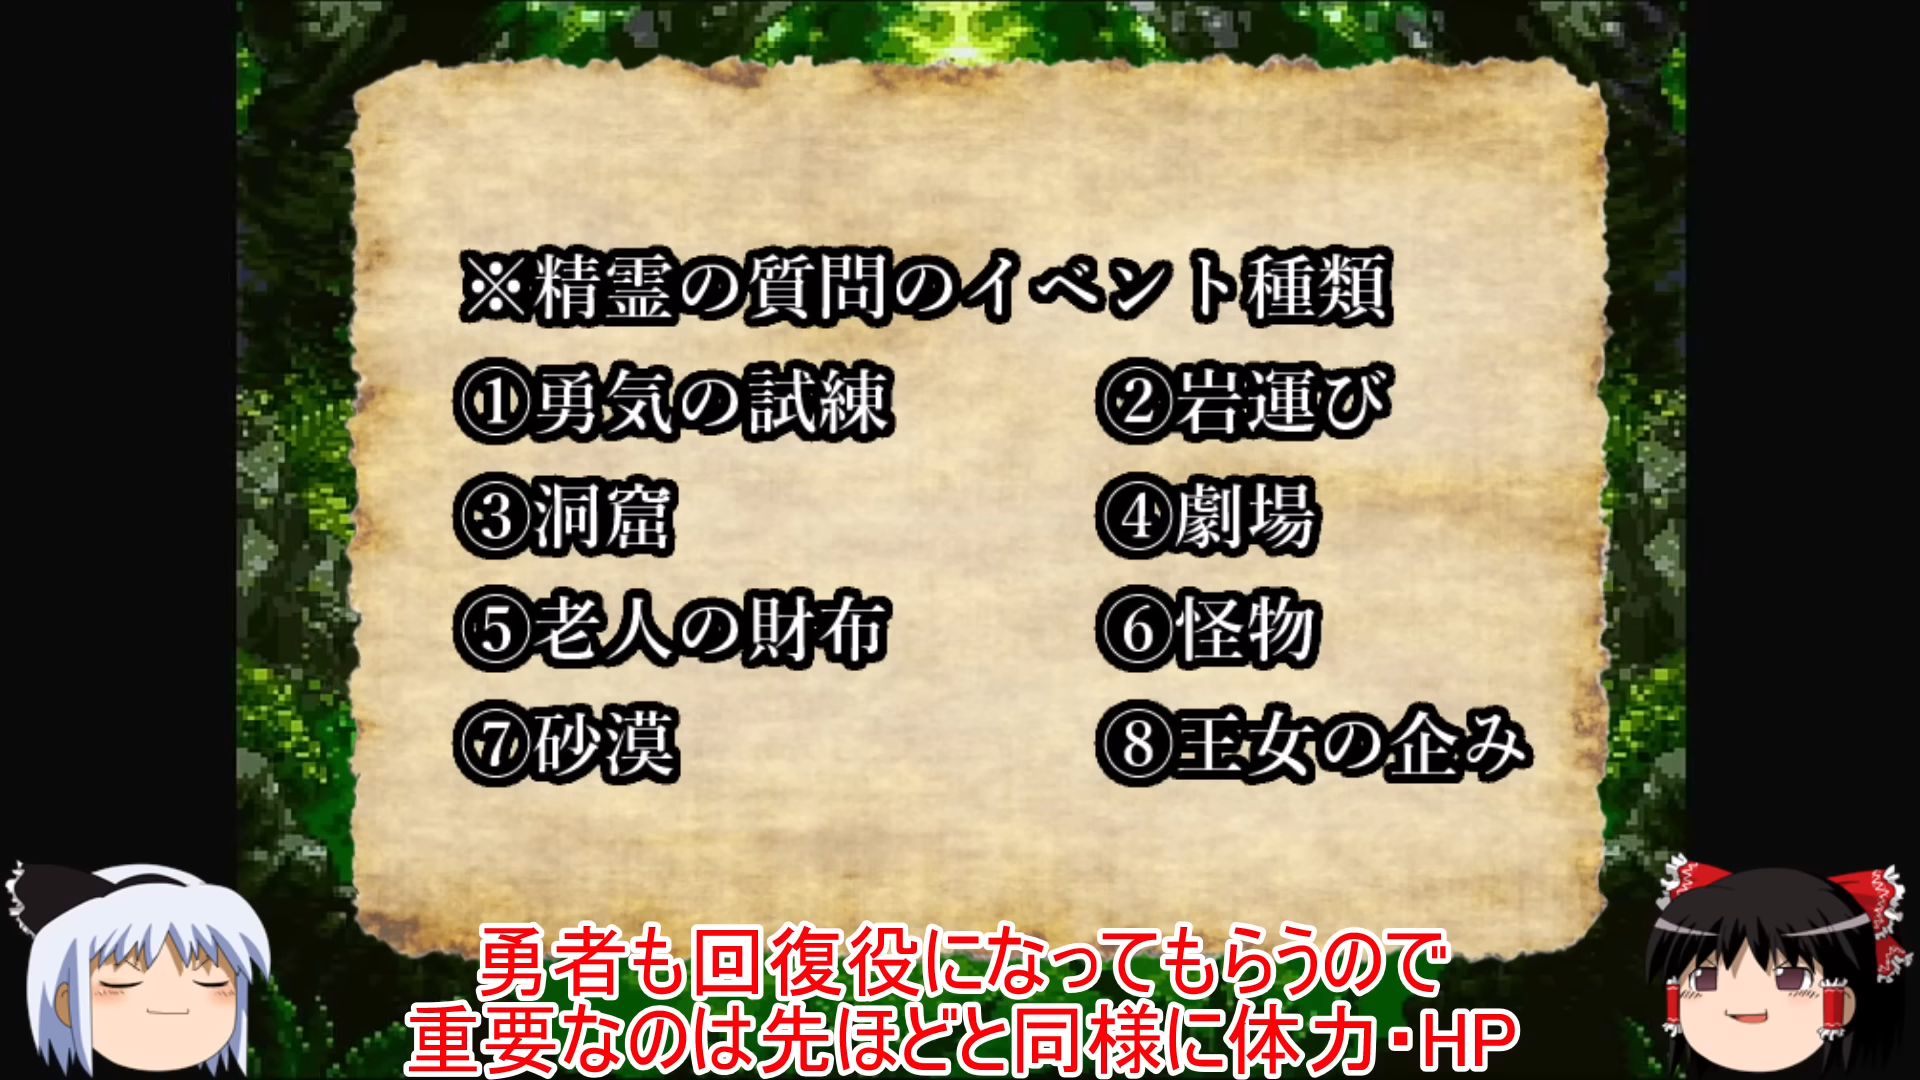 ※精霊の質問のイベント種類
①勇気の試練 ②岩運び
③洞窟 ④劇場
⑤老人の財布 ⑥怪物
⑦砂漠 ⑧王女の企み
勇者も回復役になってもらうので
重要なのは先ほどと同様に体力・HP